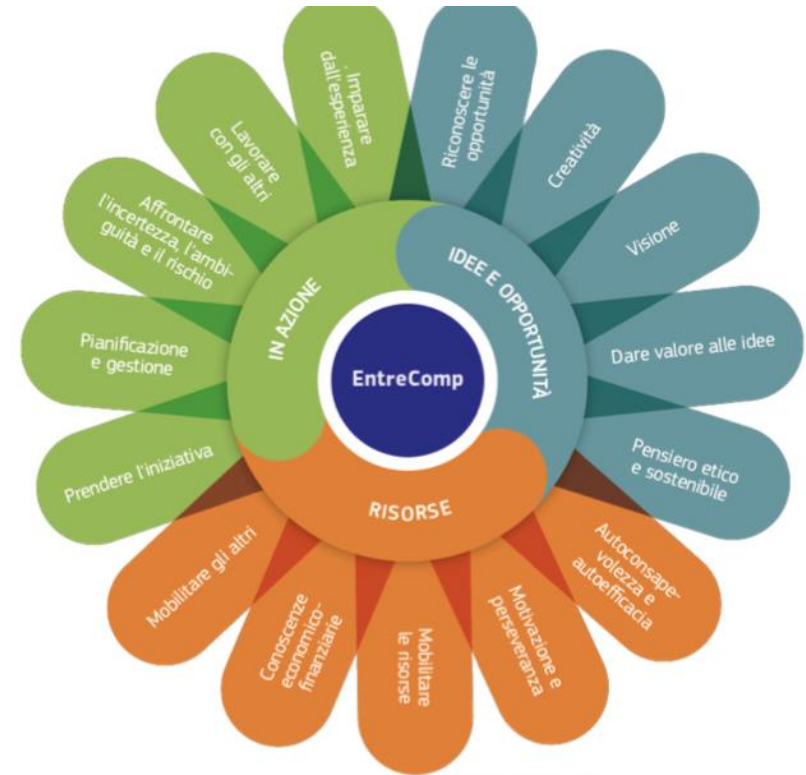 EntreComp
IDEE E OPPORTUNITÀ
Riconoscere le
opportunità
Creatività
Visione
Dare valore alle idee
Pensiero etico
e sostenibile
RISORSE
Autoconsape-
volezza e
autoefficacia
Motivazione e
perseveranza
Mobilitare
le risorse
Conoscenze
economico-
finanziarie
Mobilitare gli altri
IN AZIONE
Prendere l'iniziativa
Pianificazione
e gestione
Affrontare
l'incertezza, l'ambi-
guità e il rischio
Lavorare
con gli altri
. Imparare
dall'esperienza